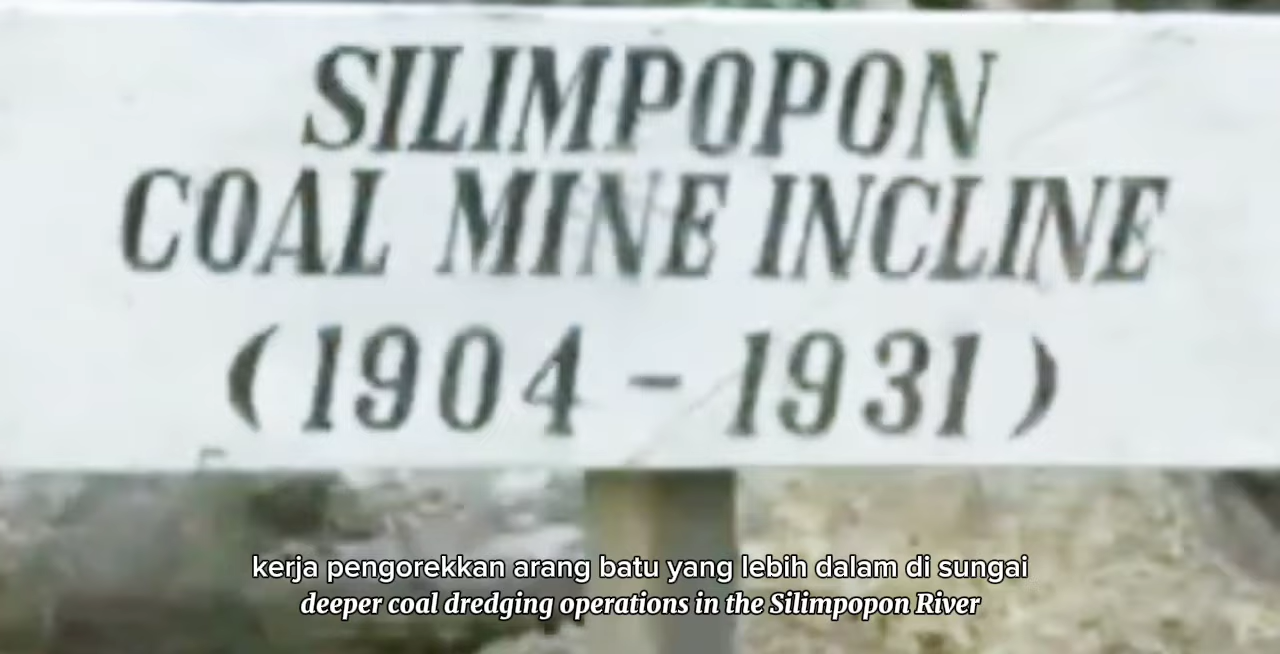 SILIMPOPON
COAL MINE INCLINE
(1904 - 1931)
kerja pengorekkan arang batu yang lebih dalam di sungai
deeper coal dredging operations in the Silimpopon River